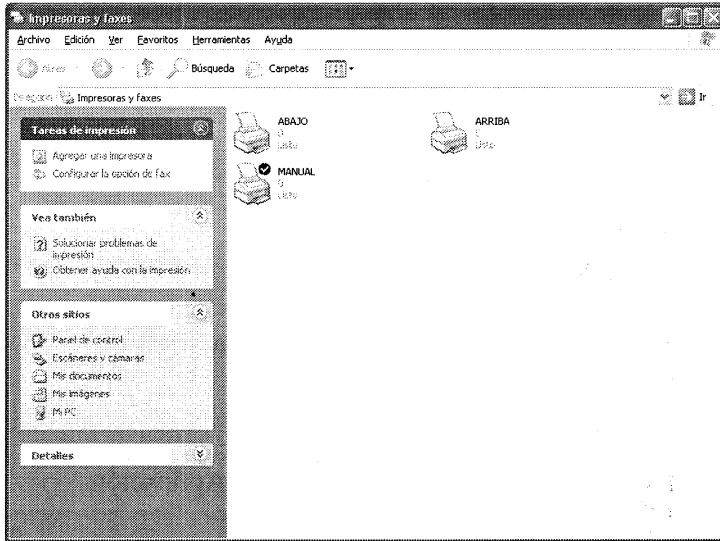 Impresoras y faxes
Archivo Edición Ver Favoritos Herramientas Ayuda
Atrás Búsqueda Carpetas
Dirección Impresoras y faxes Ir
Tareas de impresión
Agregar una impresora
Configurar la opción de fax
Vea también
Solucionar problemas de
impresión
Obtener ayuda con la impresión
Otros sitios
Panel de control
Escáneres y cámaras
Mis documentos
Mis imágenes
Mi PC
Detalles
ABAJO
0
Listo
ARRIBA
Listo
MANUAL
0
Listo